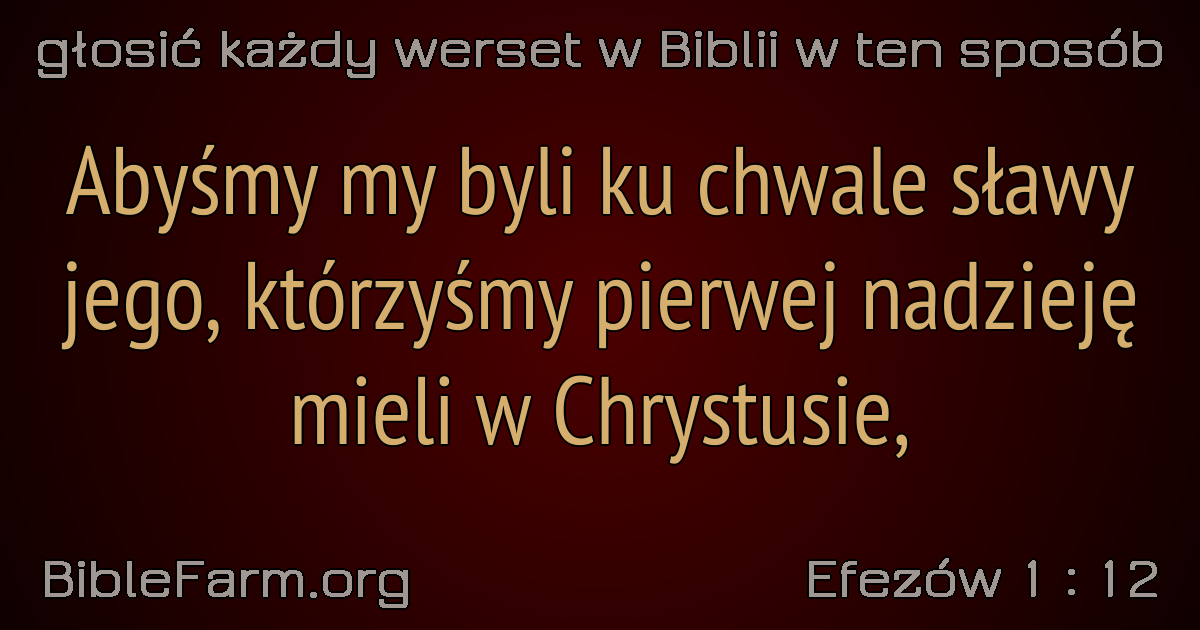 głosić każdy werset w Biblii w ten sposób
Abyśmy my byli ku chwale sławy
jego, którzyśmy pierwej nadzieję
mieli w Chrystusie,
BibleFarm.org
Efezów 1 : 12